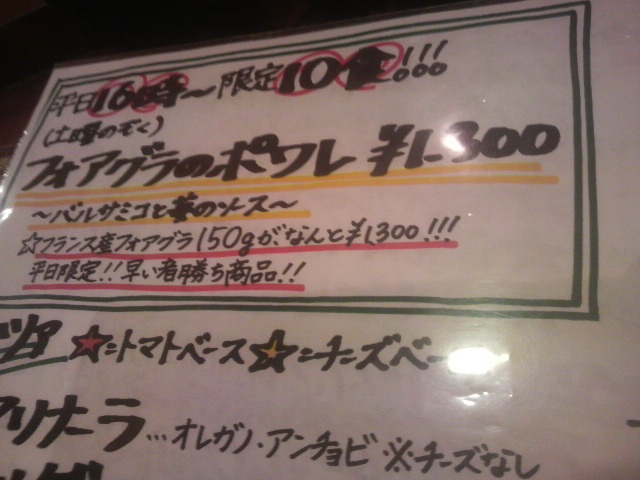 平日16時～限定10食!!!
(土曜のぞく)
フォアグラのポワレ ¥1.300
～バルサミコと苺のソース～
☆フランス産フォアグラ150gが、なんと¥1,300!!!
平日限定!!早い者勝ち商品!!
☆=トマトベース☆=チーズベー
アリナーラ...オレガノ・アンチョビ ※チーズなし